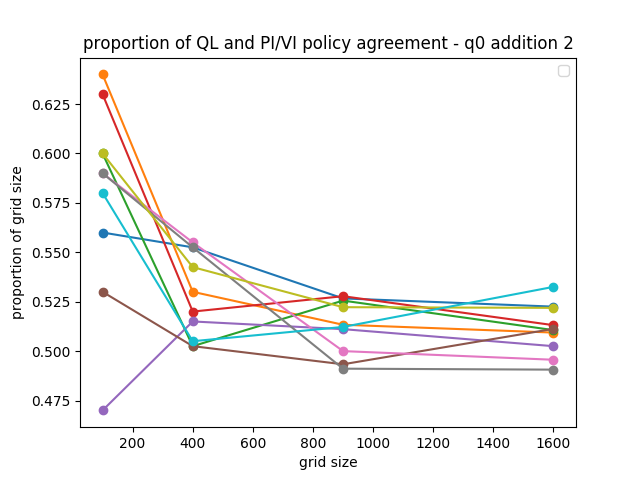 proportion of QL and PI/VI policy agreement - q0 addition 2
0.625
0.600
0.575
0.550
0.525
0.500
0.475
proportion of grid size
200 400 600 800 1000 1200 1400 1600
grid size